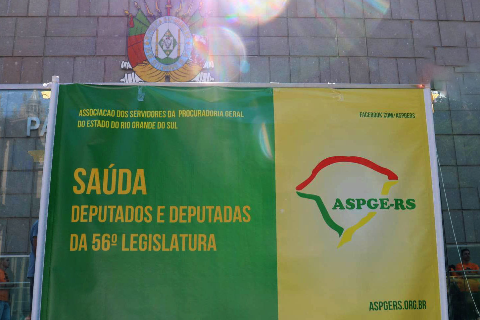 ASSOCIAÇÃO DOS SERVIDORES DA PROCURADORIA GERAL
DO ESTADO DO RIO GRANDE DO SUL
FACEBOOK.COM/ASPGERS
SAÚDA
DEPUTADOS E DEPUTADAS
DA 56º LEGISLATURA
ASPGE-RS
ASPGERS.ORG.BR